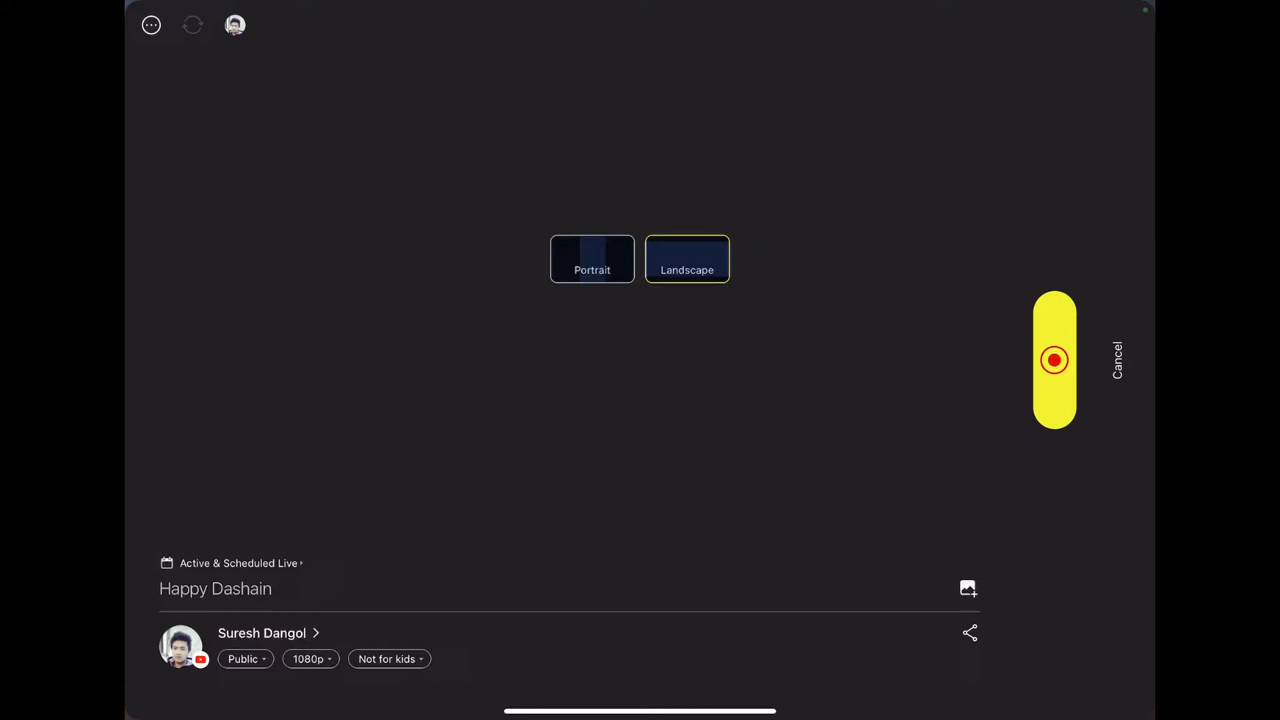 Portrait
Landscape
Cancel
Active & Scheduled Live
Happy Dashain
Suresh Dangol
Public
1080p
Not for kids